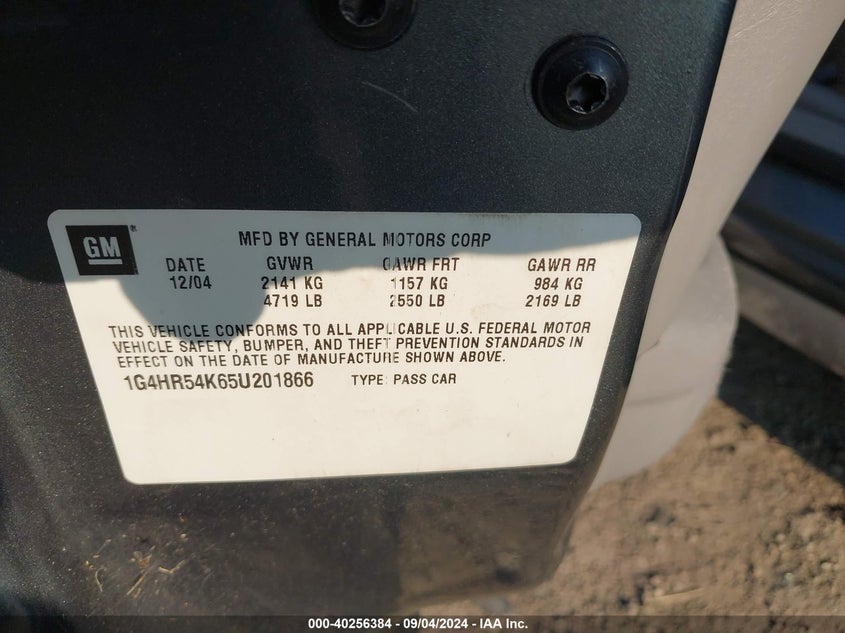 GM
®
MFD BY GENERAL MOTORS CORP
DATE GVWR GAWR FRT GAWR RR
12/04 2141 KG 1157 KG 984 KG
4719 LB 2550 LB 2169 LB
THIS VEHICLE CONFORMS TO ALL APPLICABLE U.S. FEDERAL MOTOR
VEHICLE SAFETY, BUMPER, AND THEFT PREVENTION STANDARDS IN
EFFECT ON THE DATE OF MANUFACTURE SHOWN ABOVE.
1G4HR54K65U201866 TYPE: PASS CAR
000-40256384 - 09/04/2024 - IAA Inc.